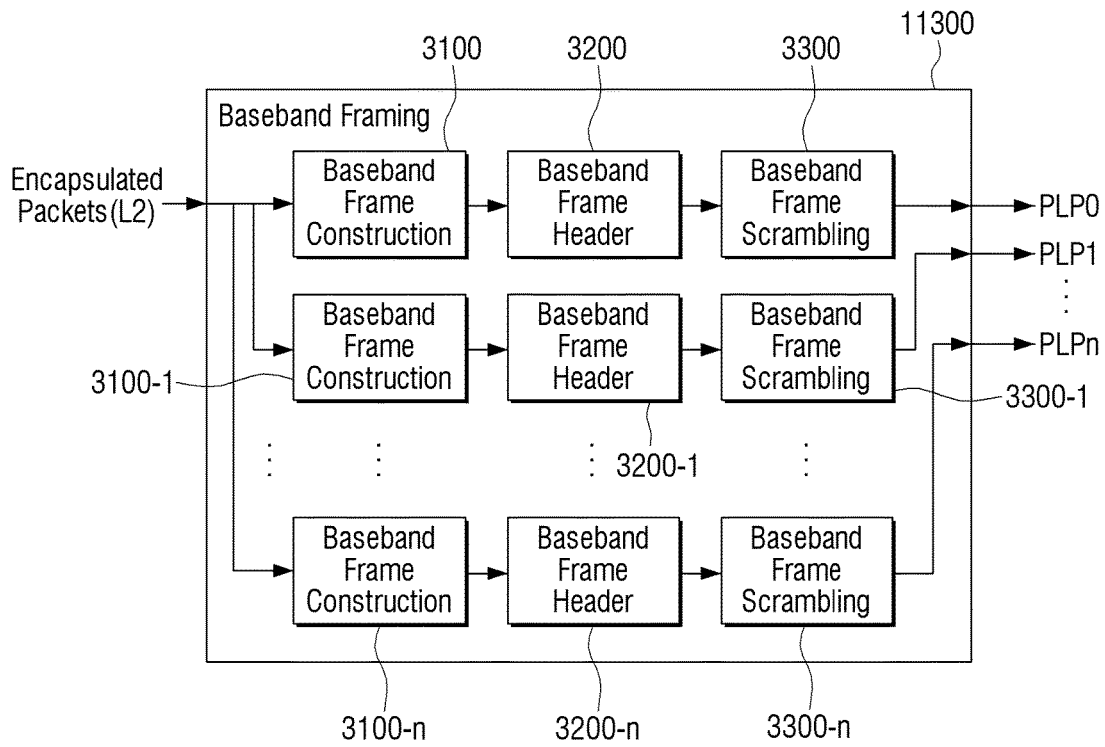 11300
3100
3200
3300
Baseband Framing
Encapsulated
Packets(L2)
Baseband
Frame
Construction
Baseband
Frame
Header
Baseband
Frame
Scrambling
PLP0
PLP1
PLPn
Baseband
Frame
Construction
Baseband
Frame
Header
Baseband
Frame
Scrambling
3100-1
3200-1
3300-1
Baseband
Frame
Construction
Baseband
Frame
Header
Baseband
Frame
Scrambling
3100-n
3200-n
3300-n